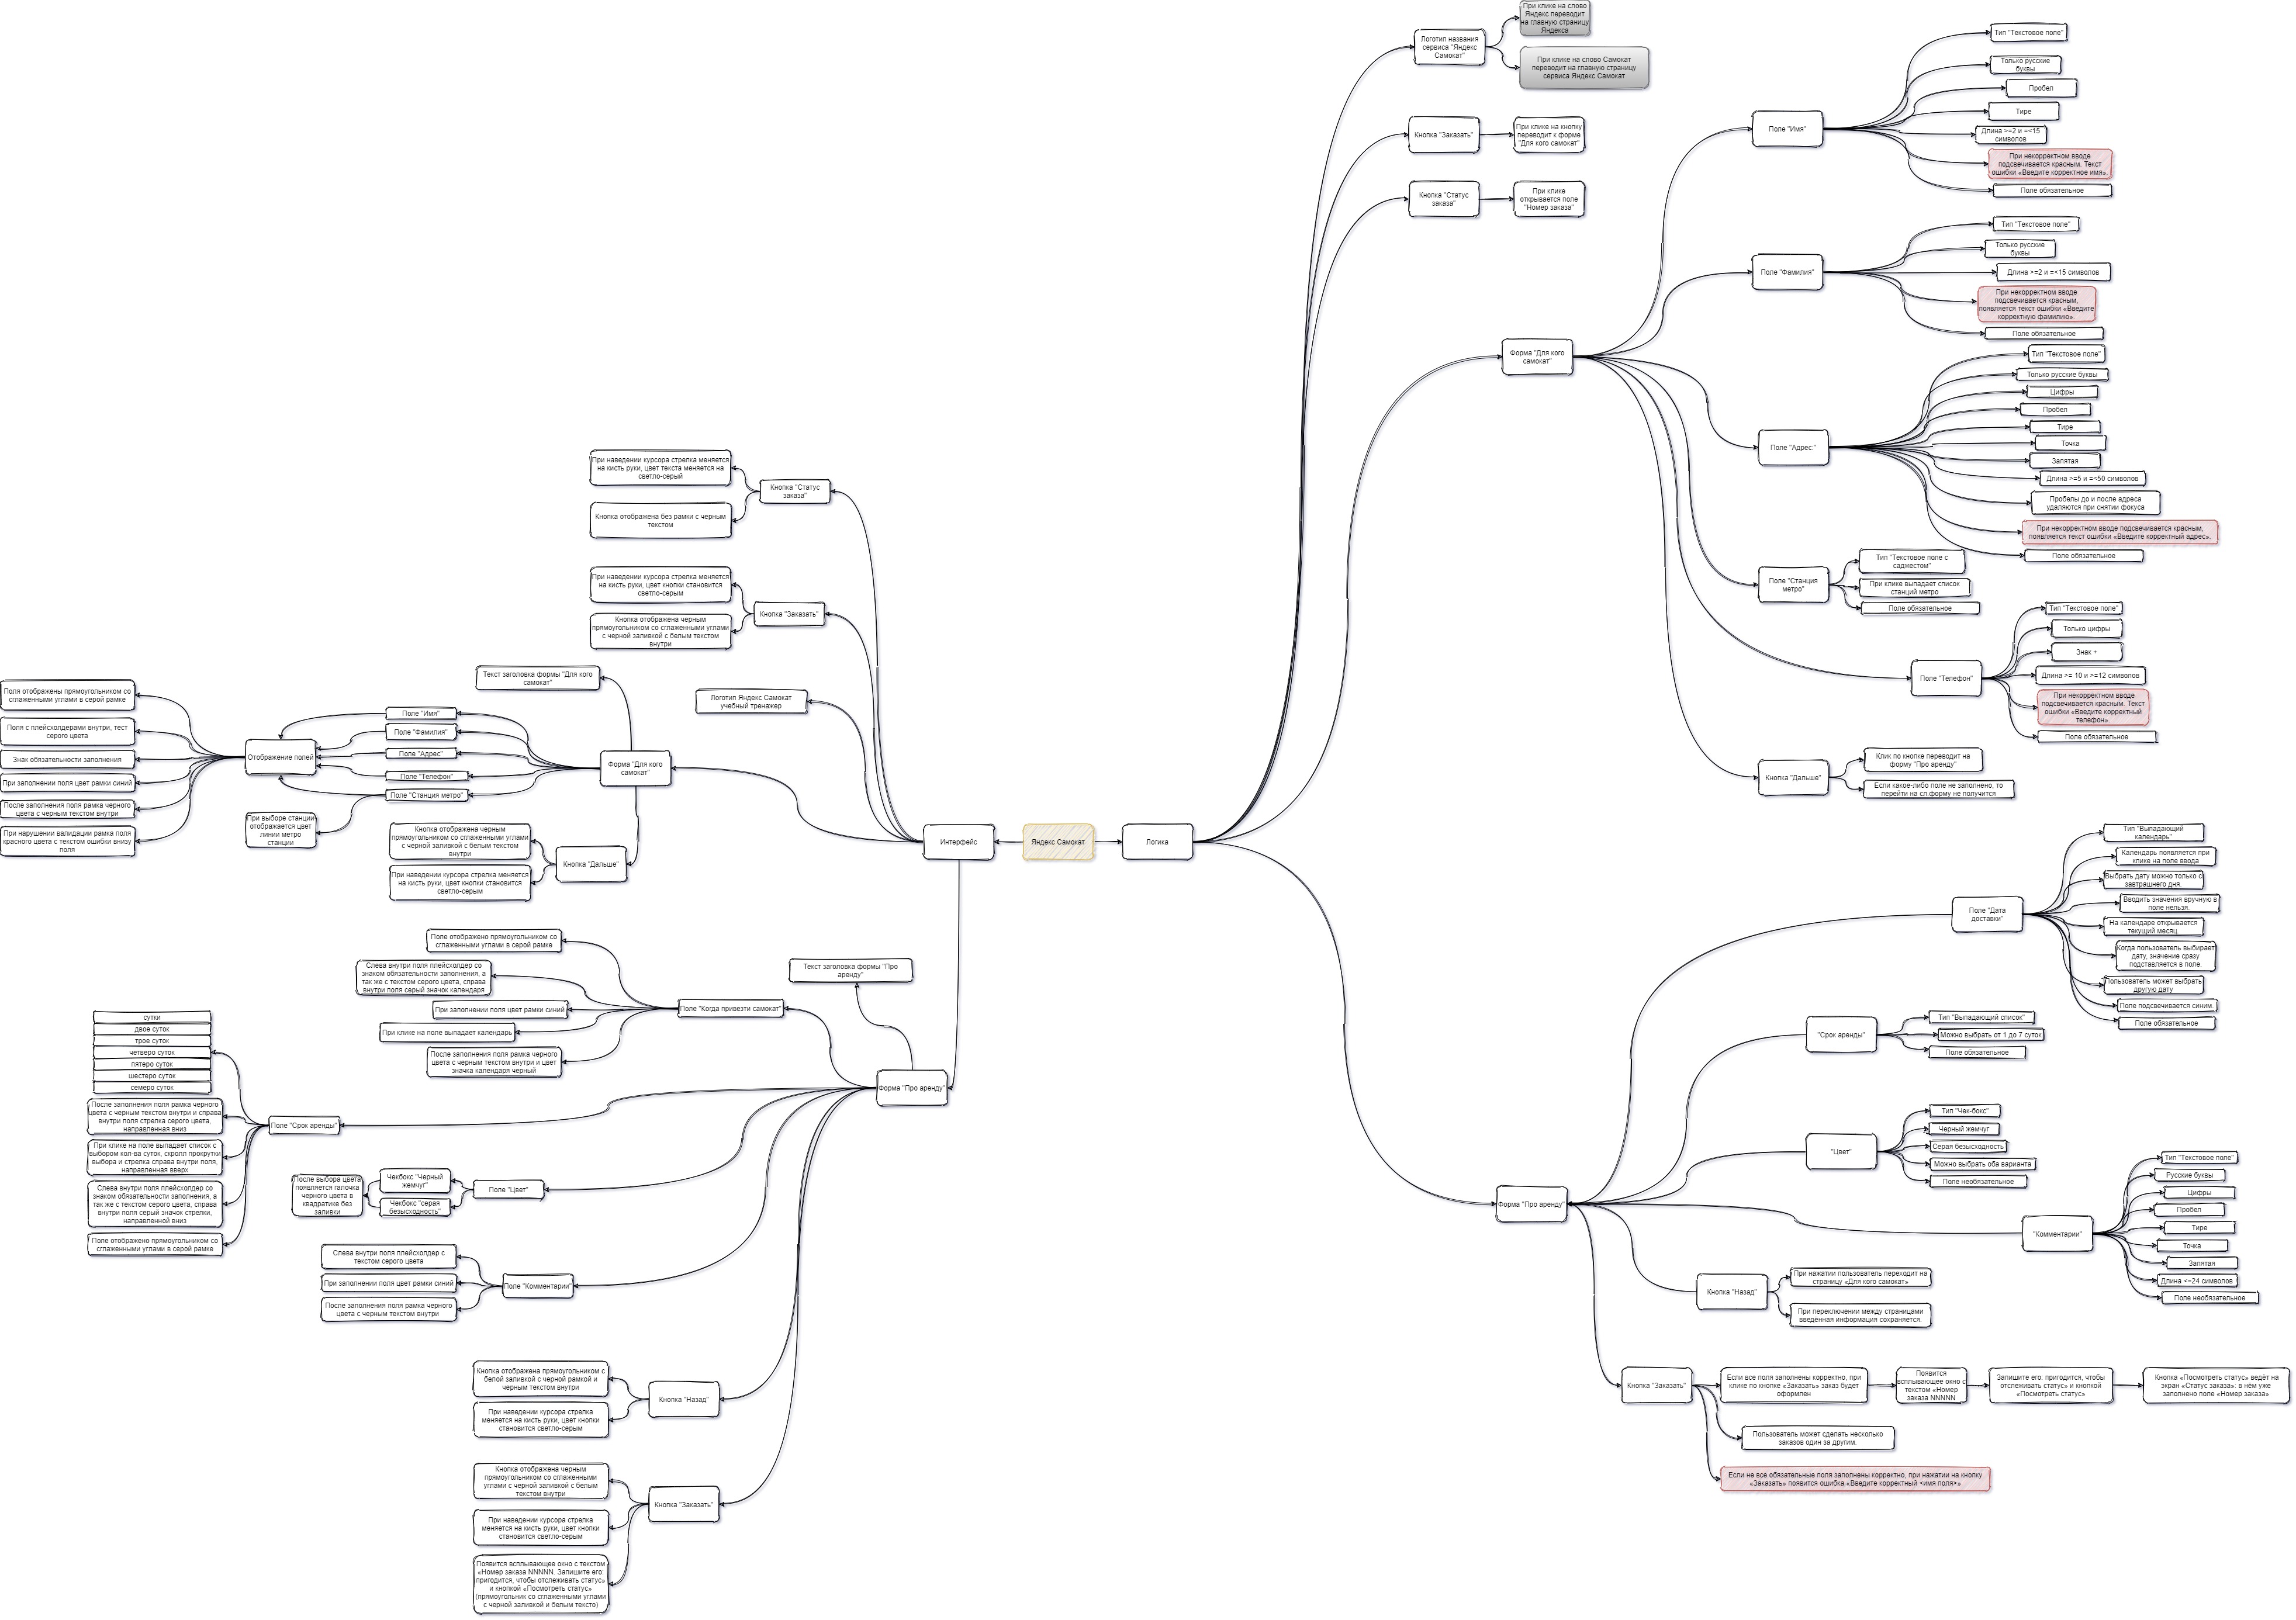 Яндекс Самокат
Логика
Логотип названия
сервиса "Яндекс
Самокат"
При клике на слово
Яндекс переводит
на главную страницу
Яндекса
При клике на слово Самокат
переводит на главную страницу
сервиса Яндекс Самокат
Кнопка "Заказать"
При клике на кнопку
переводит к форме
"Для кого самокат"
Кнопка "Статус
заказа"
При клике
открывается поле
"Номер заказа"
Форма "Для кого
самокат"
Поле "Имя"
Тип "Текстовое поле"
Только русские
буквы
Пробел
Тире
Длина >=2 и =<15
символов
При некорректном вводе
подсвечивается красным. Текст
ошибки «Введите корректное имя».
Поле обязательное
Поле "Фамилия"
Тип "Текстовое поле"
Только русские
буквы
Длина >=2 и =<15 символов
При некорректном вводе
подсвечивается красным,
появляется текст ошибки «Введите
корректную фамилию».
Поле обязательное
Поле "Адрес:"
Тип "Текстовое поле"
Только русские буквы
Цифры
Пробел
Тире
Точка
Запятая
Длина >=5 и =<50 символов
Пробелы до и после адреса
удаляются при снятии фокуса
При некорректном вводе подсвечивается красным,
появляется текст ошибки «Введите корректный адрес».
Поле обязательное
Поле "Станция
метро"
Тип "Текстовое поле с
саджестом"
При клике выпадает список
станций метро
Поле обязательное
Поле "Телефон"
Тип "Текстовое поле"
Только цифры
Знак +
Длина >= 10 и >=12 символов
При некорректном вводе
подсвечивается красным. Текст
ошибки «Введите корректный
телефон».
Поле обязательное
Кнопка "Дальше"
Клик по кнопке переводит на
форму "Про аренду"
Если какое-либо поле не заполнено, то
перейти на сл.форму не получится
Форма "Про аренду"
Поле "Дата
доставки"
Тип "Выпадающий
календарь"
Календарь появляется при
клике на поле ввода
Выбрать дату можно только с
завтрашнего дня.
Вводить значения вручную в
поле нельзя.
На календаре открывается
текущий месяц.
Когда пользователь выбирает
дату, значение сразу
подставляется в поле.
Пользователь может выбрать
другую дату
Поле подсвечивается синим.
Поле обязательное
"Срок аренды"
Тип "Выпадающий список"
Можно выбрать от 1 до 7 суток
Поле обязательное
"Цвет"
Тип "Чек-бокс"
Черный жемчуг
Серая безысходность
Можно выбрать оба варианта
Поле необязательное
"Комментарии"
Тип "Текстовое поле"
Русские буквы
Цифры
Пробел
Тире
Точка
Запятая
Длина <=24 символов
Поле необязательное
Кнопка "Назад"
При нажатии пользователь переходит на
страницу «Для кого самокат»
При переключении между страницами
введённая информация сохраняется.
Кнопка "Заказать"
Если все поля заполнены корректно, при
клике по кнопке «Заказать» заказ будет
оформлен
Появится
всплывающее окно с
текстом «Номер
заказа NNNNN
Запишите его: пригодится, чтобы
отслеживать статус» и кнопкой
«Посмотреть статус»
Кнопка «Посмотреть статус» ведёт на
экран «Статус заказа»: в нём уже
заполнено поле «Номер заказа»
Пользователь может сделать несколько
заказов один за другим.
Если не все обязательные поля заполнены корректно, при нажатии на кнопку
«Заказать» появится ошибка «Введите корректный <имя поля>»
Интерфейс
Кнопка "Статус
заказа"
При наведении курсора стрелка меняется
на кисть руки, цвет текста меняется на
светло-серый
Кнопка отображена без рамки с черным
текстом
Кнопка "Заказать"
При наведении курсора стрелка меняется
на кисть руки, цвет кнопки становится
светло-серым
Кнопка отображена черным
прямоугольником со сглаженными углами
с черной заливкой с белым текстом
внутри
Логотип Яндекс Самокат
учебный тренажер
Форма "Для кого
самокат"
Текст заголовка формы "Для кого
самокат"
Поле "Имя"
Поле "Фамилия"
Поле "Адрес"
Поле "Телефон"
Поле "Станция метро"
Отображение полей
Поля отображены прямоугольником со
сглаженными углами в серой рамке
Поля с плейсхолдерами внутри, тест
серого цвета
Знак обязательности заполнения
При заполнении поля цвет рамки синий
После заполнения поля рамка черного
цвета с черным текстом внутри
При нарушении валидации рамка поля
красного цвета с текстом ошибки внизу
поля
При выборе станции
отображается цвет
линии метро
станции
Кнопка "Дальше"
Кнопка отображена черным
прямоугольником со сглаженными углами
с черной заливкой с белым текстом
внутри
При наведении курсора стрелка меняется
на кисть руки, цвет кнопки становится
светло-серым
Форма "Про аренду"
Текст заголовка формы "Про
аренду"
Поле "Когда привезти самокат"
Поле отображено прямоугольником со
сглаженными углами в серой рамке
Слева внутри поля плейсхолдер со
знаком обязательности заполнения, а
так же с текстом серого цвета, справа
внутри поля серый значок календаря
При заполнении поля цвет рамки синий
При клике на поле выпадает календарь
После заполнения поля рамка черного
цвета с черным текстом внутри и цвет
значка календаря черный
Поле "Срок аренды"
сутки
двое суток
трое суток
четверо суток
пятеро суток
шестеро суток
семеро суток
После заполнения поля рамка черного
цвета с черным текстом внутри и справа
внутри поля стрелка серого цвета,
направленная вниз
При клике на поле выпадает список с
выбором кол-ва суток, скролл прокрутки
выбора и стрелка справа внутри поля,
направленная вверх
Слева внутри поля плейсхолдер со
знаком обязательности заполнения, а
так же с текстом серого цвета, справа
внутри поля серый значок стрелки,
направленной вниз
Поле отображено прямоугольником со
сглаженными углами в серой рамке
Поле "Цвет"
Чекбокс "Черный
жемчуг"
Чекбокс "серая
безысходность"
После выбора цвета
появляется галочка
черного цвета в
квадратике без
заливки
Поле "Комментарии"
Слева внутри поля плейсхолдер с
текстом серого цвета
При заполнении поля цвет рамки синий
После заполнения поля рамка черного
цвета с черным текстом внутри
Кнопка "Назад"
Кнопка отображена прямоугольником с
белой заливкой с черной рамкой и
черным текстом внутри
При наведении курсора стрелка
меняется на кисть руки, цвет кнопки
становится светло-серым
Кнопка "Заказать"
Кнопка отображена черным
прямоугольником со сглаженными
углами с черной заливкой с белым
текстом внутри
При наведении курсора стрелка
меняется на кисть руки, цвет кнопки
становится светло-серым
Появится всплывающее окно с текстом
«Номер заказа NNNNN. Запишите его:
пригодится, чтобы отслеживать статус»
и кнопкой «Посмотреть статус»
(прямоугольник со сглаженными углами
с черной заливкой и белым тексто)